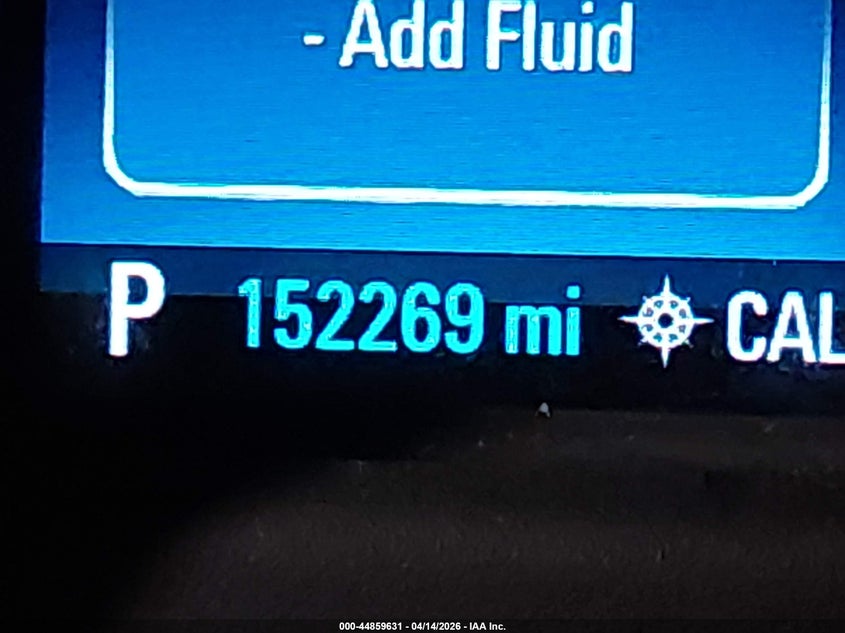 - Add Fluid
P 152269 mi CAL
000-44859631 - 04/14/2026 - IAA Inc.